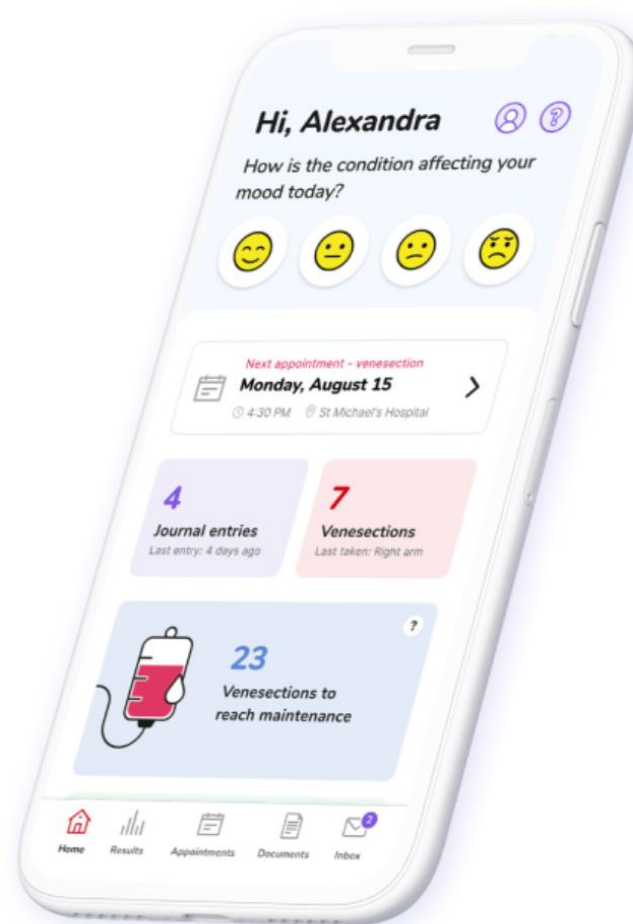 Hi, Alexandra
How is the condition affecting your
mood today?
Next appointment - venesection
Monday, August 15
4:30 PM St Michael's Hospital
4
Journal entries
Last entry: 4 days ago
7
Venesections
Last taken: Right arm
?
23
Venesections to
reach maintenance
Home Results Appointments Documents Inbox
2